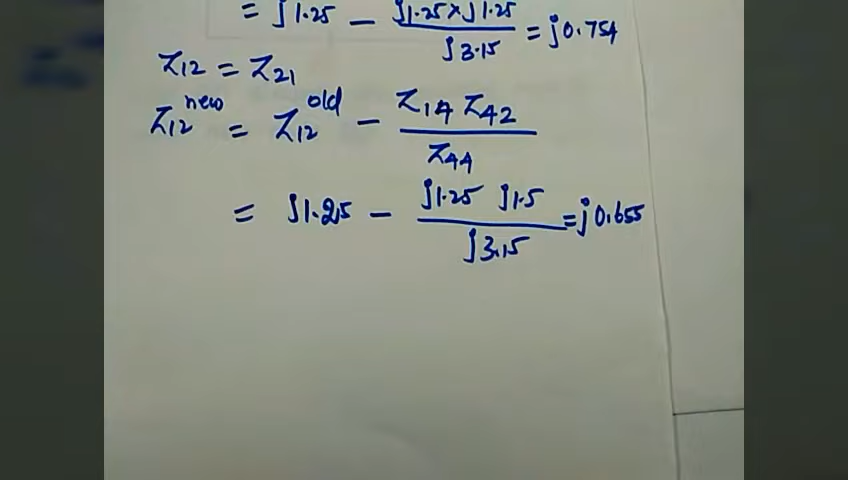 = j1.25 - j1.25 x j1.25 / j3.15 = j0.754
Z12 = Z21
Z12 new = Z12 old - Z14 Z42 / Z44
= j1.25 - j1.25 j1.5 / j3.15 = j0.655